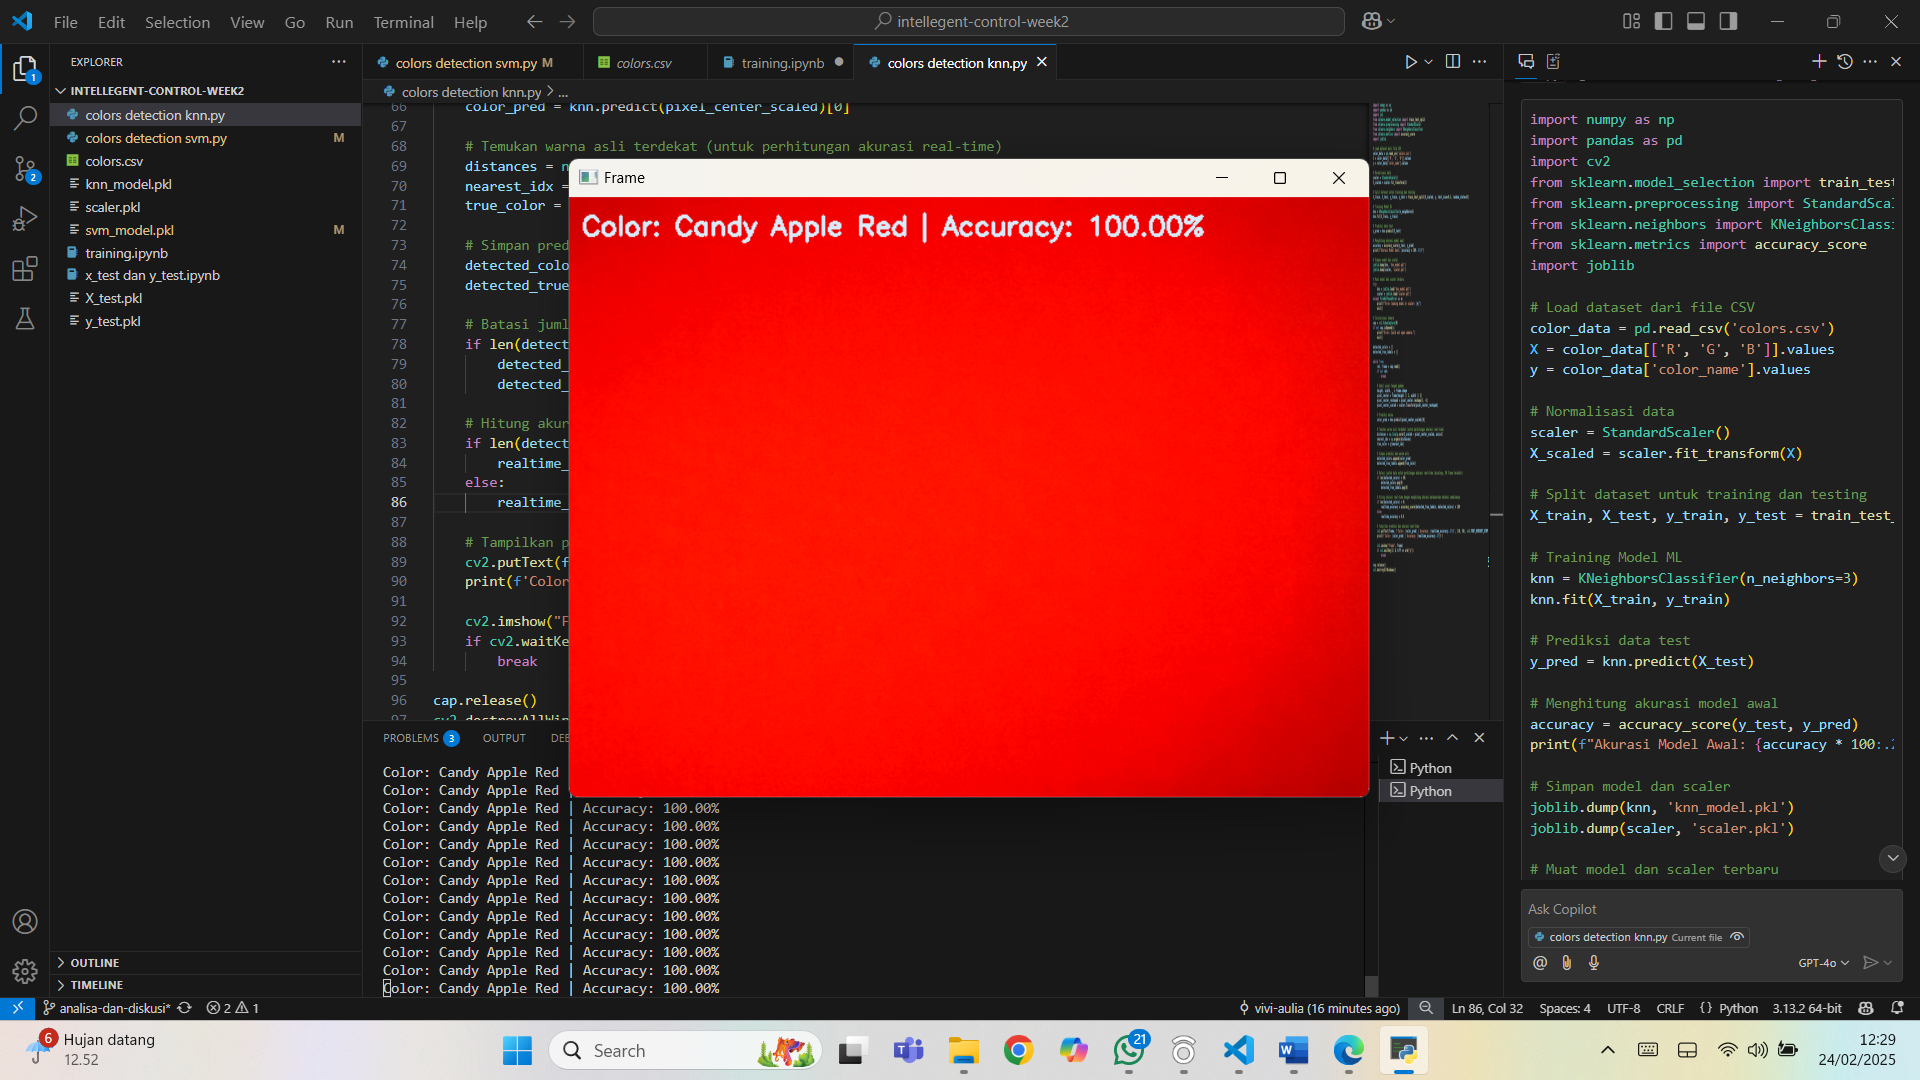 File Edit Selection View Go Run Terminal Help
intellegent-control-week2
EXPLORER
INTELLEGENT-CONTROL-WEEK2
colors detection knn.py
colors detection svm.py M
colors.csv
knn_model.pkl
scaler.pkl
svm_model.pkl M
training.ipynb
x_test dan y_test.ipynb
X_test.pkl
y_test.pkl
OUTLINE
TIMELINE
colors detection svm.py M
colors.csv
training.ipynb
colors detection knn.py
colors detection knn.py > ...
66 color_pred = knn.predict(pixel_center_scaled)[0]
67
68 # Temukan warna asli terdekat (untuk perhitungan akurasi real-time)
69 distances = n
70 nearest_idx =
71 true_color =
72
73 # Simpan pred
74 detected_colo
75 detected_true
76
77 # Batasi juml
78 if len(detect
79 detected_
80 detected_
81
82 # Hitung akur
83 if len(detect
84 realtime_
85 else:
86 realtime_
87
88 # Tampilkan p
89 cv2.putText(f
90 print(f'Color
91
92 cv2.imshow("F
93 if cv2.waitKe
94 break
95
96 cap.release()
97 cv2.destroyAllWin
Frame
Color: Candy Apple Red | Accuracy: 100.00%
PROBLEMS 3 OUTPUT DEB
Color: Candy Apple Red
Color: Candy Apple Red |
Color: Candy Apple Red | Accuracy: 100.00%
Color: Candy Apple Red | Accuracy: 100.00%
Color: Candy Apple Red | Accuracy: 100.00%
Color: Candy Apple Red | Accuracy: 100.00%
Color: Candy Apple Red | Accuracy: 100.00%
Color: Candy Apple Red | Accuracy: 100.00%
Color: Candy Apple Red | Accuracy: 100.00%
Color: Candy Apple Red | Accuracy: 100.00%
Color: Candy Apple Red | Accuracy: 100.00%
Color: Candy Apple Red | Accuracy: 100.00%
Color: Candy Apple Red | Accuracy: 100.00%
Python
Python
import numpy as np
import pandas as pd
import cv2
from sklearn.model_selection import train_test
from sklearn.preprocessing import StandardScal
from sklearn.neighbors import KNeighborsClassi
from sklearn.metrics import accuracy_score
import joblib
# Load dataset dari file CSV
color_data = pd.read_csv('colors.csv')
X = color_data[['R', 'G', 'B']].values
y = color_data['color_name'].values
# Normalisasi data
scaler = StandardScaler()
X_scaled = scaler.fit_transform(X)
# Split dataset untuk training dan testing
X_train, X_test, y_train, y_test = train_test_
# Training Model ML
knn = KNeighborsClassifier(n_neighbors=3)
knn.fit(X_train, y_train)
# Prediksi data test
y_pred = knn.predict(X_test)
# Menghitung akurasi model awal
accuracy = accuracy_score(y_test, y_pred)
print(f"Akurasi Model Awal: {accuracy * 100:.2
# Simpan model dan scaler
joblib.dump(knn, 'knn_model.pkl')
joblib.dump(scaler, 'scaler.pkl')
# Muat model dan scaler terbaru
Ask Copilot
colors detection knn.py Current file
GPT-4o
1
2
analisa-dan-diskusi* 2 1
vivi-aulia (16 minutes ago) Ln 86, Col 32 Spaces: 4 UTF-8 CRLF {} Python 3.13.2 64-bit
6 Hujan datang
12.52
Search
21
12:29
24/02/2025